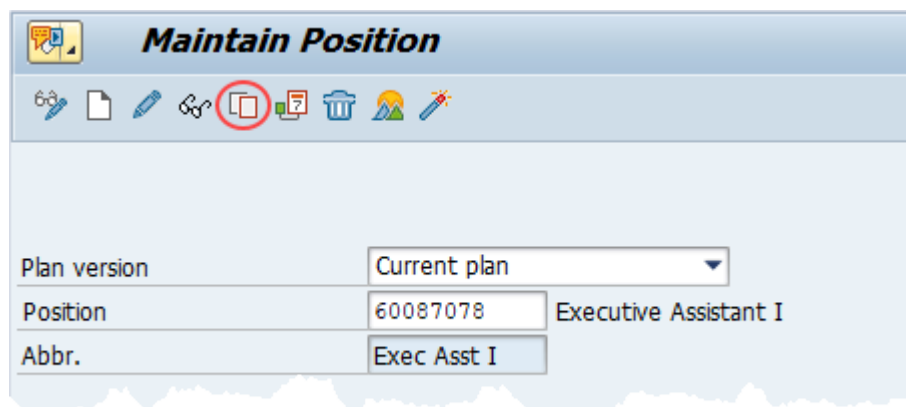 Maintain Position
Plan version Current plan
Position 60087078 Executive Assistant I
Abbr. Exec Asst I